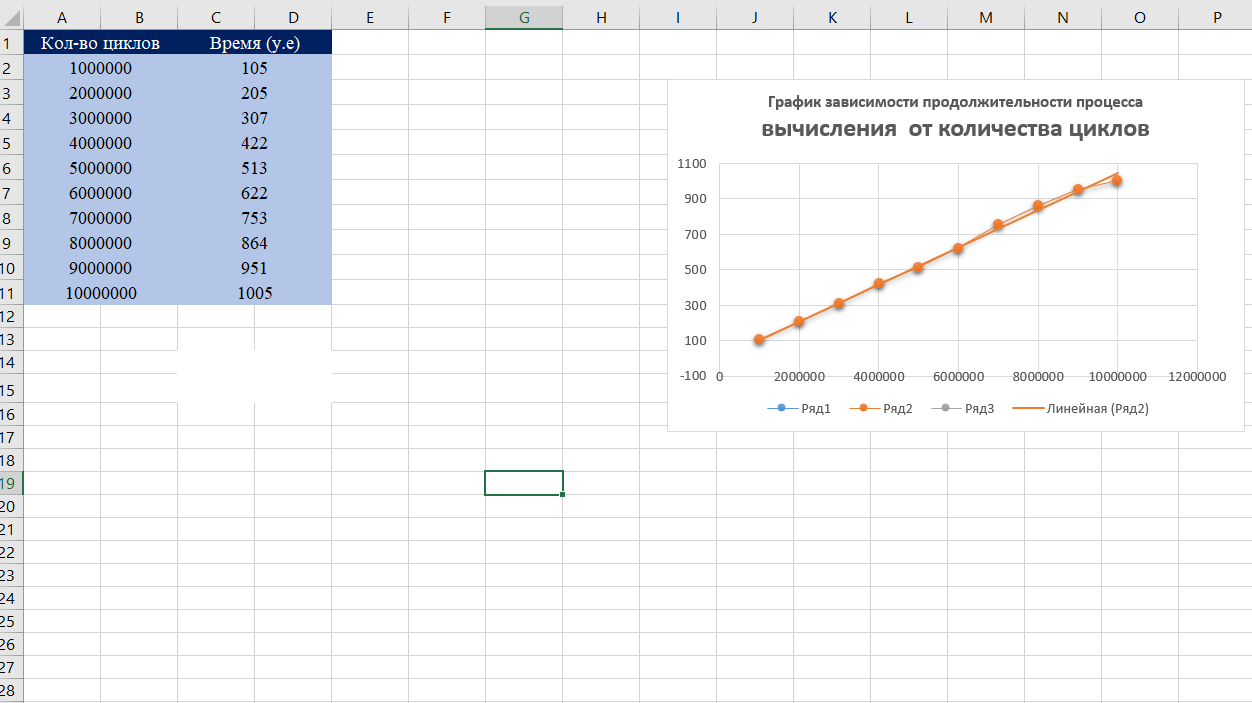 A B C D E F G H I J K L M N O P
1 Кол-во циклов Время (у.е)
2 1000000 105
3 2000000 205
4 3000000 307
5 4000000 422
6 5000000 513
7 6000000 622
8 7000000 753
9 8000000 864
10 9000000 951
11 10000000 1005
12
13
14
15
16
17
18
19
20
21
22
23
24
25
26
27
28
График зависимости продолжительности процесса
вычисления от количества циклов
1100
900
700
500
300
100
-100 0 2000000 4000000 6000000 8000000 10000000 12000000
Ряд1 Ряд2 Ряд3 Линейная (Ряд2)